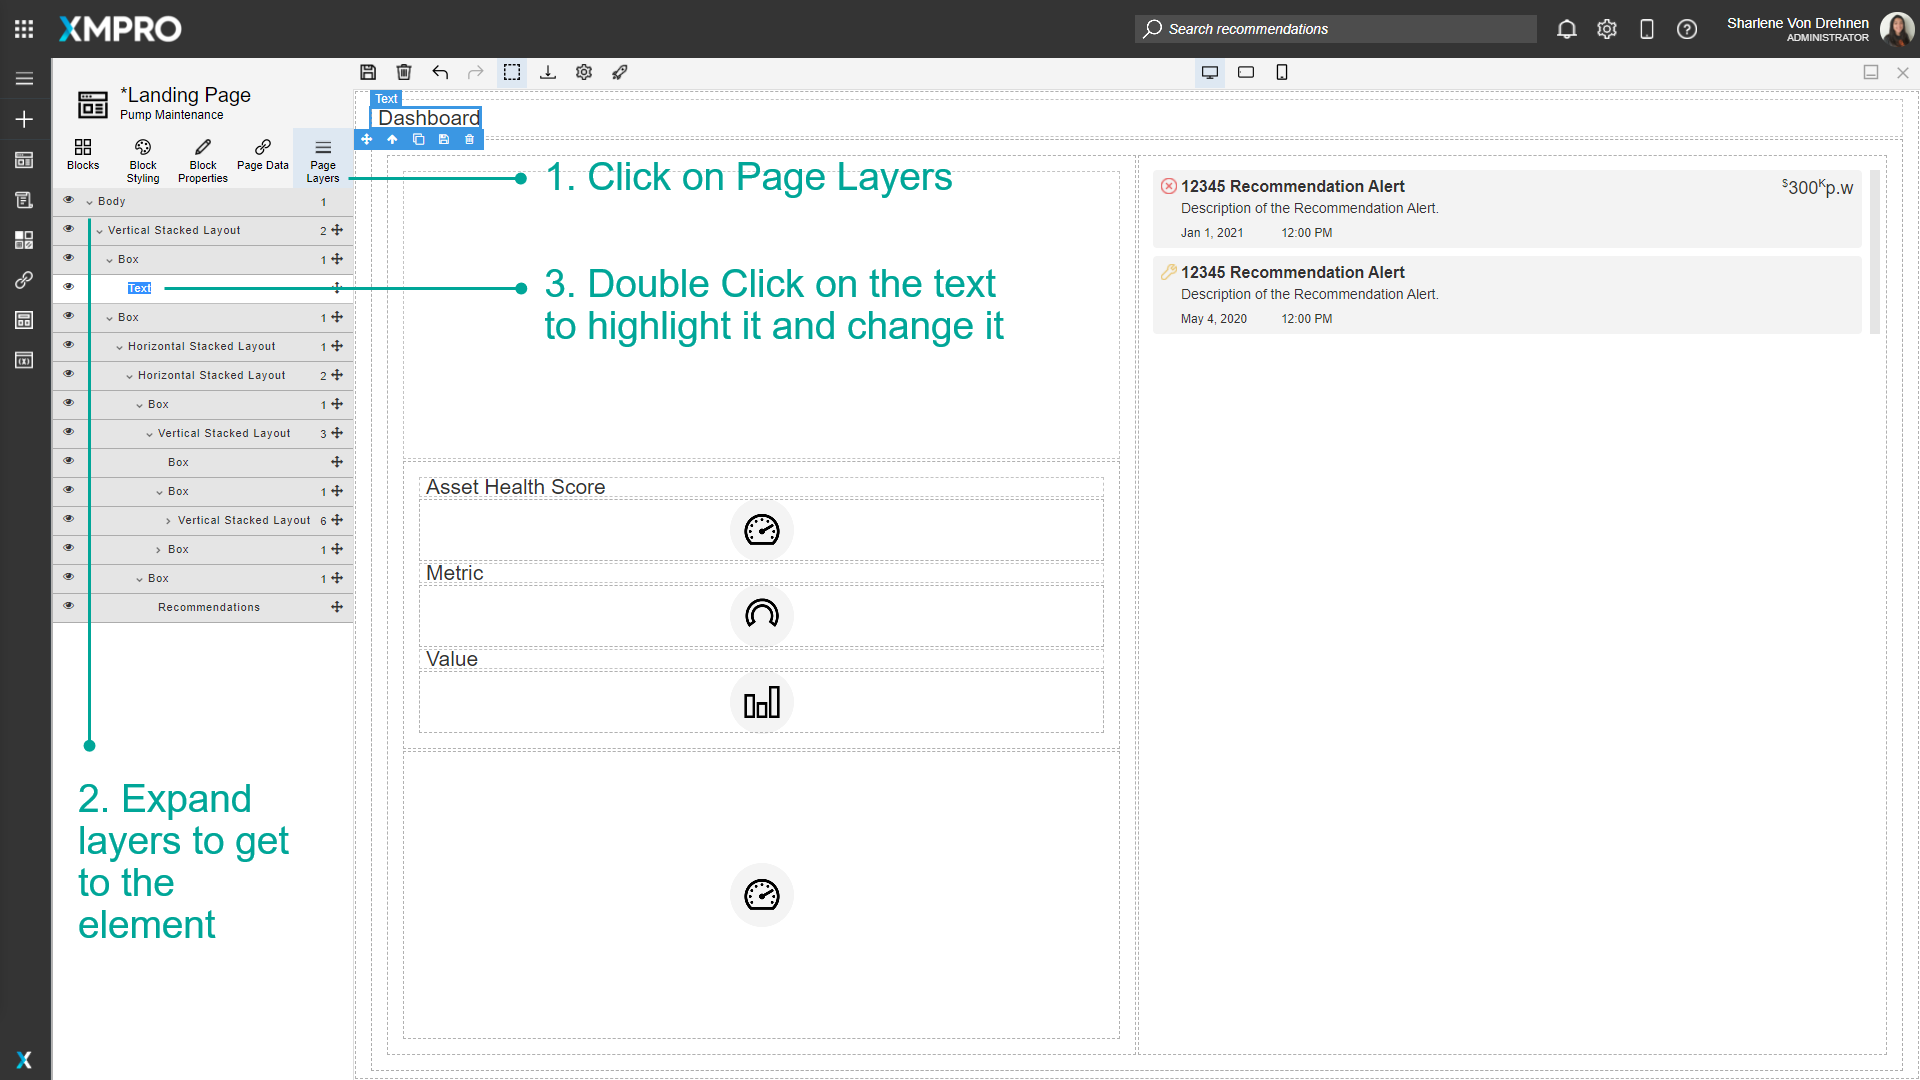 XMPRO
Search recommendations
Sharlene Von Drehnen
ADMINISTRATOR
*Landing Page
Pump Maintenance
Blocks
Block Styling
Block Properties
Page Data
Page Layers
Body 1
Vertical Stacked Layout 2
Box 1
Text
Box 1
Horizontal Stacked Layout 1
Horizontal Stacked Layout 2
Box 1
Vertical Stacked Layout 3
Box
Box 1
Vertical Stacked Layout 6
Box 1
Box 1
Recommendations
2. Expand
layers to get
to the
element
Text
Dashboard
1. Click on Page Layers
3. Double Click on the text
to highlight it and change it
Asset Health Score
Metric
Value
12345 Recommendation Alert
$300Kp.w
Description of the Recommendation Alert.
Jan 1, 2021 12:00 PM
12345 Recommendation Alert
Description of the Recommendation Alert.
May 4, 2020 12:00 PM
X